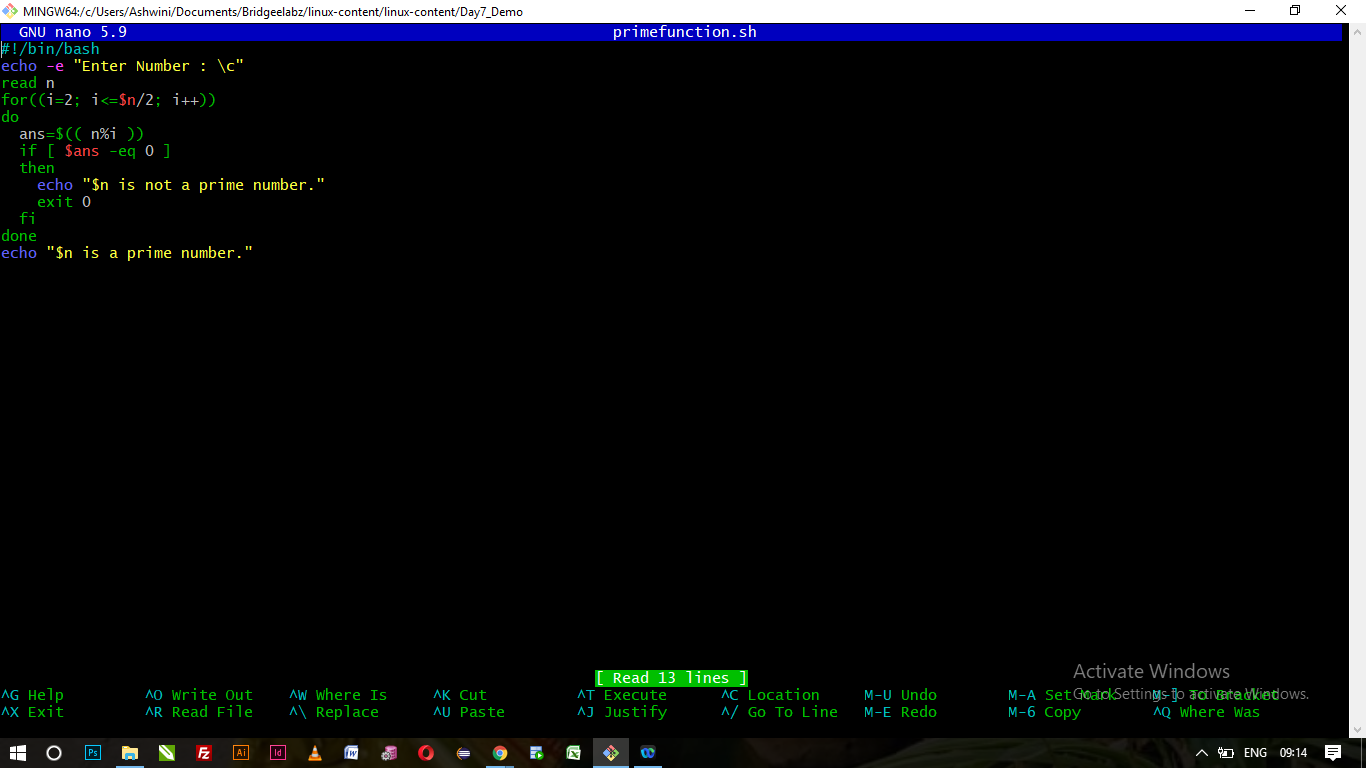 MINGW64:/c/Users/Ashwini/Documents/Bridgeelabz/linux-content/linux-content/Day7_Demo
GNU nano 5.9 primefunction.sh
#!/bin/bash
echo -e "Enter Number : \c"
read n
for((i=2; i<=$n/2; i++))
do
  ans=$(( n%i ))
  if [ $ans -eq 0 ]
  then
    echo "$n is not a prime number."
    exit 0
  fi
done
echo "$n is a prime number."
Activate Windows
Go to Settings to activate Windows.
[ Read 13 lines ]
^G Help ^O Write Out ^W Where Is ^K Cut ^T Execute ^C Location M-U Undo M-A Set Mark M-] To Bracket
^X Exit ^R Read File ^\ Replace ^U Paste ^J Justify ^/ Go To Line M-E Redo M-6 Copy ^Q Where Was
Ps Fz Ai Id W ENG 09:14